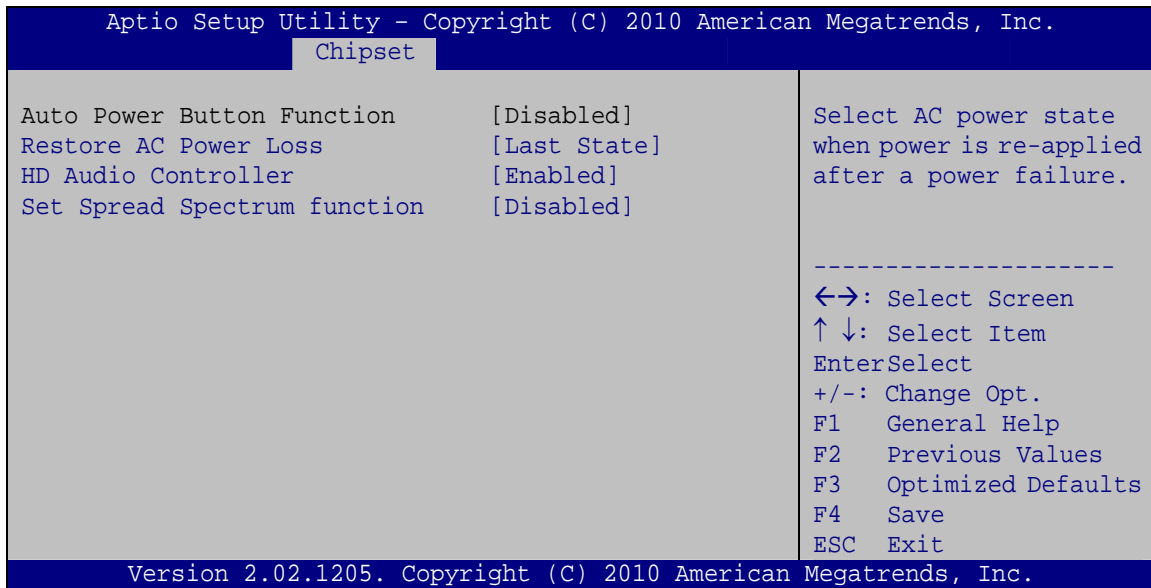 Aptio Setup Utility – Copyright (C) 2010 American Megatrends, Inc.
Chipset
Auto Power Button Function [Disabled]
Restore AC Power Loss [Last State]
HD Audio Controller [Enabled]
Set Spread Spectrum function [Disabled]
Select AC power state
when power is re-applied
after a power failure.
---------------------
←→: Select Screen
↑ ↓: Select Item
EnterSelect
+/-: Change Opt.
F1 General Help
F2 Previous Values
F3 Optimized Defaults
F4 Save
ESC Exit
Version 2.02.1205. Copyright (C) 2010 American Megatrends, Inc.